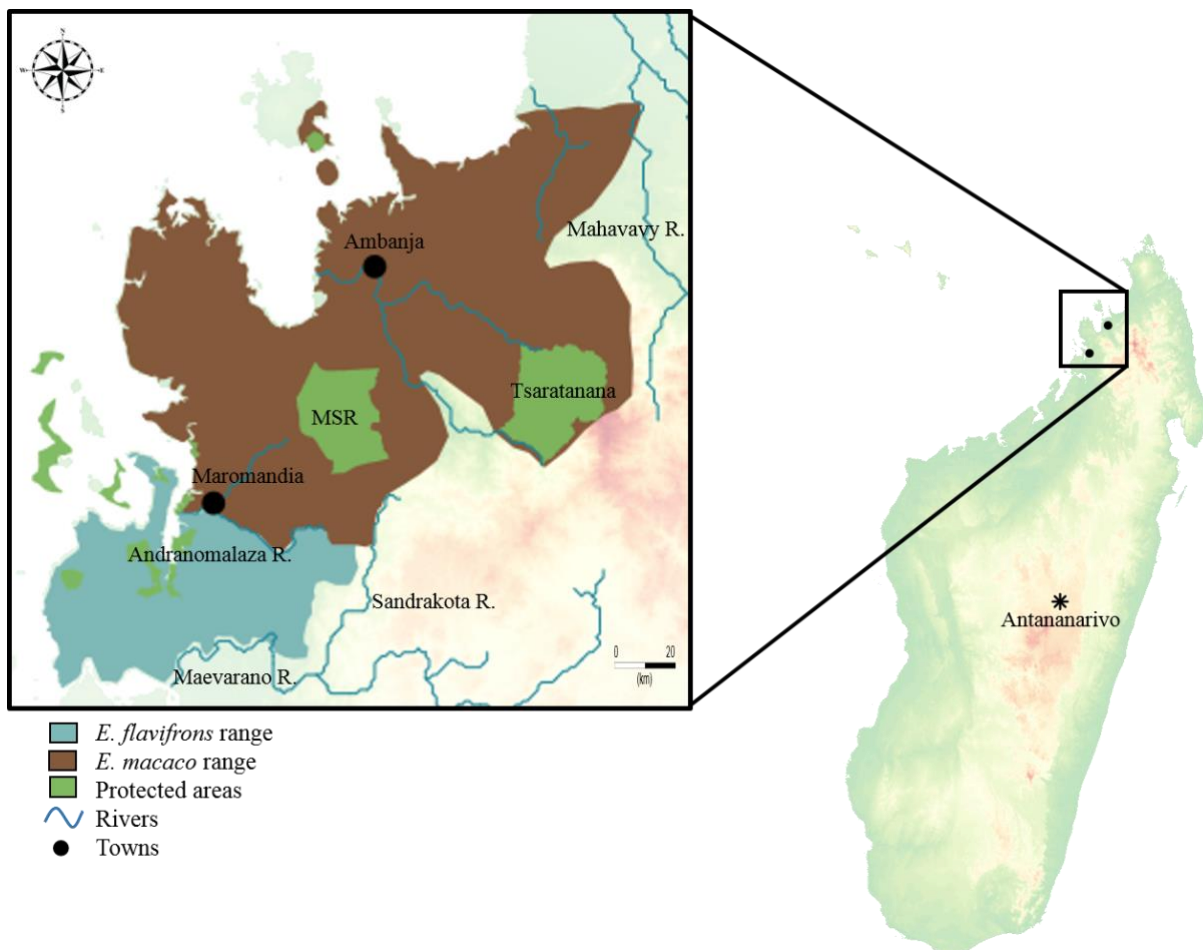 N
W
E
S
Mahavavy R.
Ambanja
Tsaratanana
MSR
Maromandia
Andranomalaza R.
Sandrakota R.
Maevarano R.
0 20
(km)
Antananarivo
E. flavifrons range
E. macaco range
Protected areas
Rivers
Towns